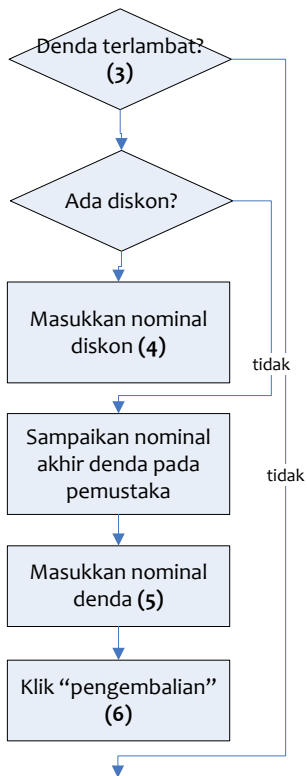 Denda terlambat?
(3)
Ada diskon?
Masukkan nominal
diskon (4)
tidak
Sampaikan nominal
akhir denda pada
pemustaka
tidak
Masukkan nominal
denda (5)
Klik “pengembalian”
(6)